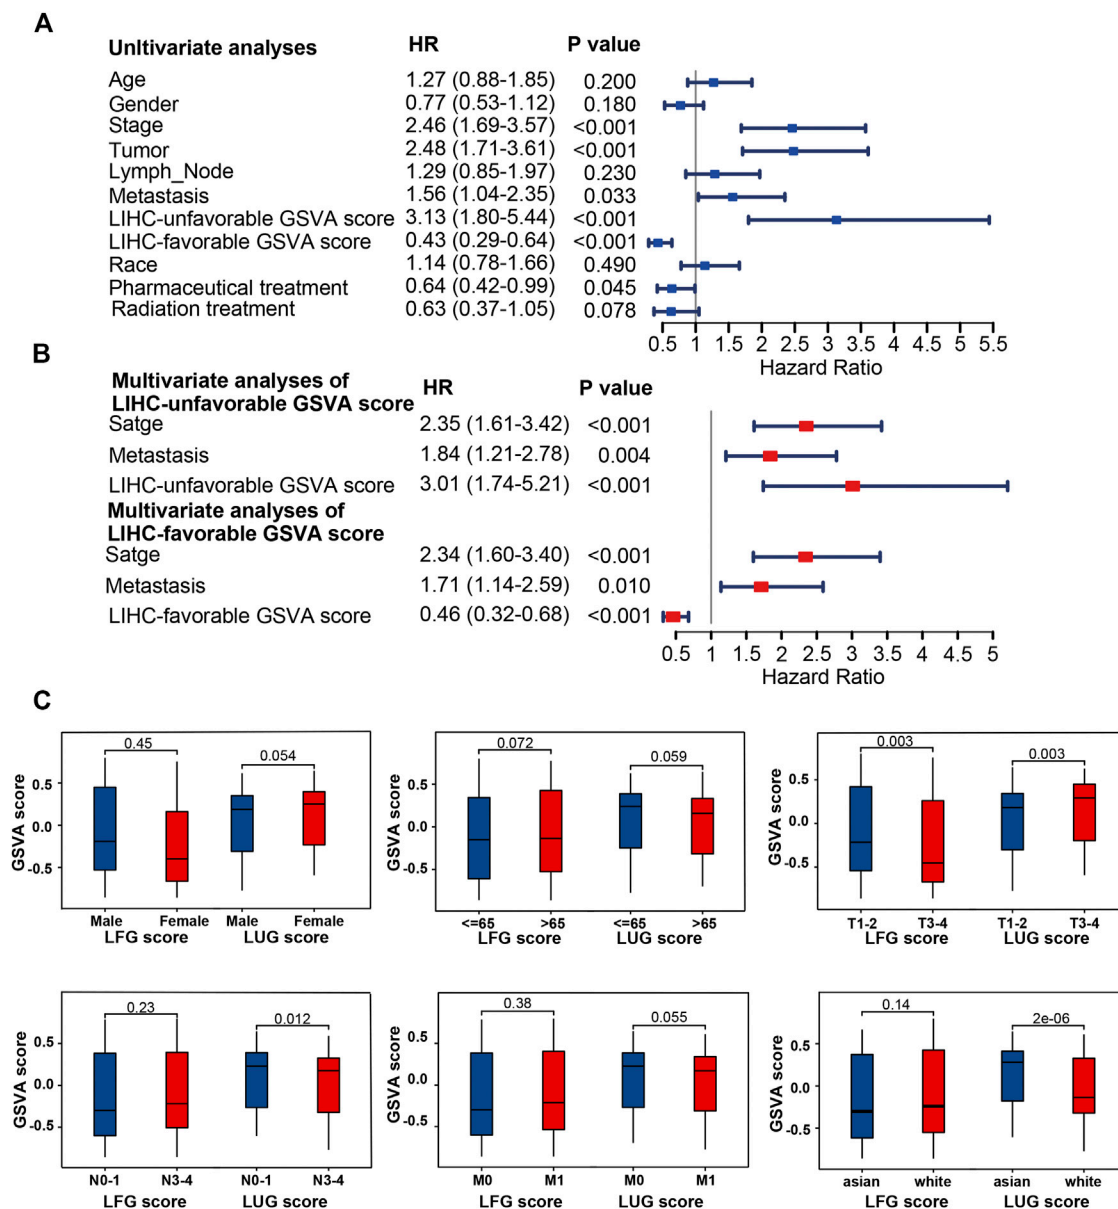 A
Unltivariate analyses HR P value
Age 1.27 (0.88-1.85) 0.200
Gender 0.77 (0.53-1.12) 0.180
Stage 2.46 (1.69-3.57) <0.001
Tumor 2.48 (1.71-3.61) <0.001
Lymph_Node 1.29 (0.85-1.97) 0.230
Metastasis 1.56 (1.04-2.35) 0.033
LIHC-unfavorable GSVA score 3.13 (1.80-5.44) <0.001
LIHC-favorable GSVA score 0.43 (0.29-0.64) <0.001
Race 1.14 (0.78-1.66) 0.490
Pharmaceutical treatment 0.64 (0.42-0.99) 0.045
Radiation treatment 0.63 (0.37-1.05) 0.078
0.5 1 1.5 2 2.5 3 3.5 4 4.5 5 5.5
Hazard Ratio
B
Multivariate analyses of
LIHC-unfavorable GSVA score HR P value
Satge 2.35 (1.61-3.42) <0.001
Metastasis 1.84 (1.21-2.78) 0.004
LIHC-unfavorable GSVA score 3.01 (1.74-5.21) <0.001
Multivariate analyses of
LIHC-favorable GSVA score
Satge 2.34 (1.60-3.40) <0.001
Metastasis 1.71 (1.14-2.59) 0.010
LIHC-favorable GSVA score 0.46 (0.32-0.68) <0.001
0.5 1 1.5 2 2.5 3 3.5 4 4.5 5
Hazard Ratio
C
GSVA score
0.5
0.0
-0.5
0.45
0.054
Male Female Male Female
LFG score LUG score
GSVA score
0.5
0.0
-0.5
0.072
0.059
<=65 >65 <=65 >65
LFG score LUG score
GSVA score
0.5
0.0
-0.5
0.003
0.003
T1-2 T3-4 T1-2 T3-4
LFG score LUG score
GSVA score
0.5
0.0
-0.5
0.23
0.012
N0-1 N3-4 N0-1 N3-4
LFG score LUG score
GSVA score
0.5
0.0
-0.5
0.38
0.055
M0 M1 M0 M1
LFG score LUG score
GSVA score
0.5
0.0
-0.5
0.14
2e-06
asian white asian white
LFG score LUG score